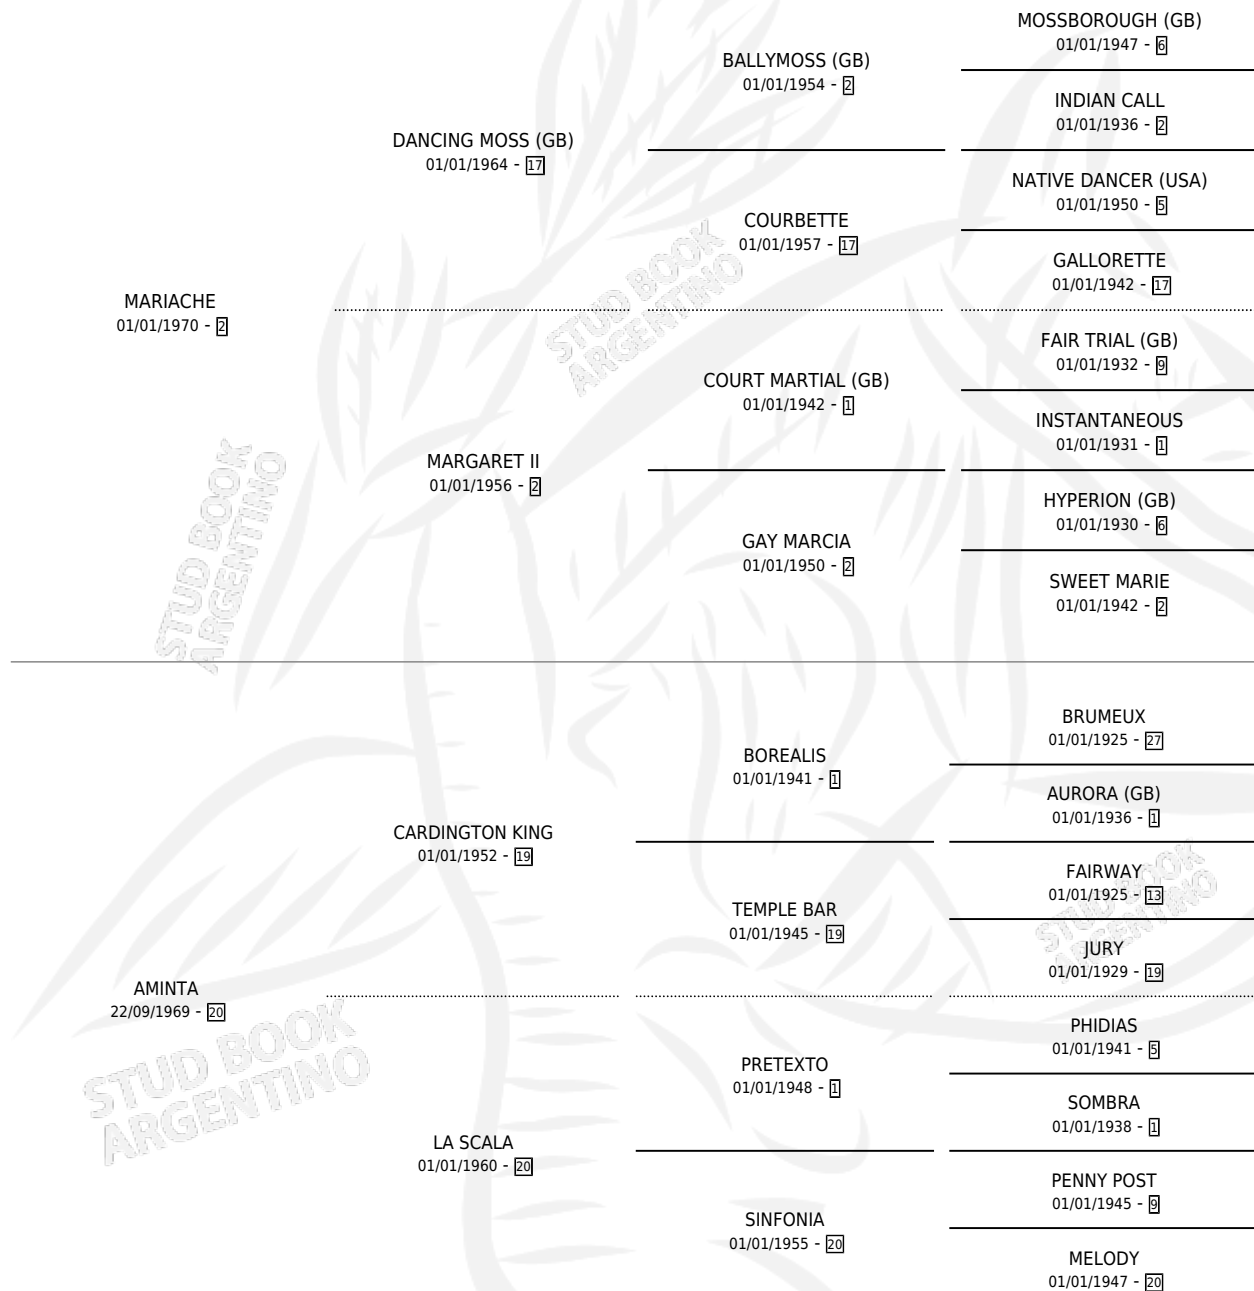 MOSSBOROUGH (GB)
01/01/1947 - 6
BALLYMOSS (GB)
01/01/1954 - 2
INDIAN CALL
01/01/1936 - 2
DANCING MOSS (GB)
01/01/1964 - 17
NATIVE DANCER (USA)
01/01/1950 - 5
COURBETTE
01/01/1957 - 17
GALLORETTE
01/01/1942 - 17
MARIACHE
01/01/1970 - 2
FAIR TRIAL (GB)
01/01/1932 - 9
COURT MARTIAL (GB)
01/01/1942 - 1
INSTANTANEOUS
01/01/1931 - 1
MARGARET II
01/01/1956 - 2
HYPERION (GB)
01/01/1930 - 6
GAY MARCIA
01/01/1950 - 2
SWEET MARIE
01/01/1942 - 2
BRUMEUX
01/01/1925 - 27
BOREALIS
01/01/1941 - 1
AURORA (GB)
01/01/1936 - 1
CARDINGTON KING
01/01/1952 - 19
FAIRWAY
01/01/1925 - 13
TEMPLE BAR
01/01/1945 - 19
JURY
01/01/1929 - 19
AMINTA
22/09/1969 - 20
PHIDIAS
01/01/1941 - 5
PRETEXTO
01/01/1948 - 1
SOMBRA
01/01/1938 - 1
LA SCALA
01/01/1960 - 20
PENNY POST
01/01/1945 - 9
SINFONIA
01/01/1955 - 20
MELODY
01/01/1947 - 20
STUD BOOK
ARGENTINO
STUD BOOK
ARGENTINO
STUD BOOK
ARGENTINO
STUD BOOK
ARGENTINO